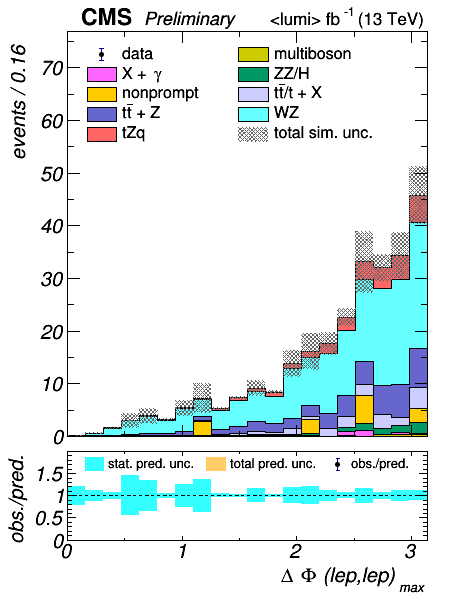 CMS Preliminary <lumi> fb⁻¹ (13 TeV)
events / 0.16
70
60
50
40
30
20
10
0
data
X + γ
nonprompt
tt̄ + Z
tZq
multiboson
ZZ/H
tt̄/t + X
WZ
total sim. unc.
obs./pred.
1.5
1
0.5
0
stat. pred. unc. total pred. unc. obs./pred.
0 1 2 3
Δ Φ (lep,lep) max